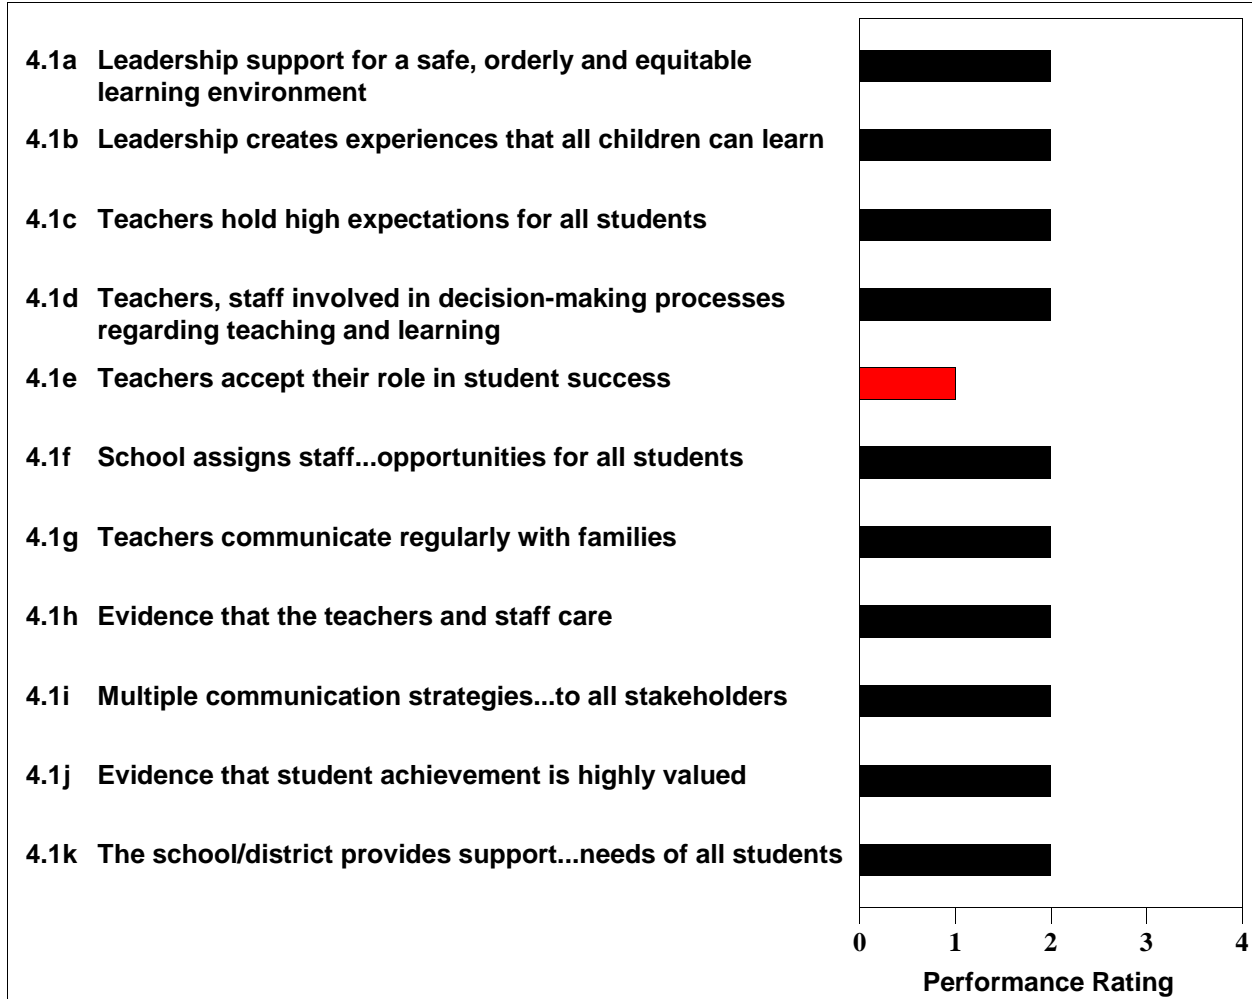 4.1a Leadership support for a safe, orderly and equitable
learning environment
4.1b Leadership creates experiences that all children can learn
4.1c Teachers hold high expectations for all students
4.1d Teachers, staff involved in decision-making processes
regarding teaching and learning
4.1e Teachers accept their role in student success
4.1f School assigns staff...opportunities for all students
4.1g Teachers communicate regularly with families
4.1h Evidence that the teachers and staff care
4.1i Multiple communication strategies...to all stakeholders
4.1j Evidence that student achievement is highly valued
4.1k The school/district provides support...needs of all students
0 1 2 3 4
Performance Rating